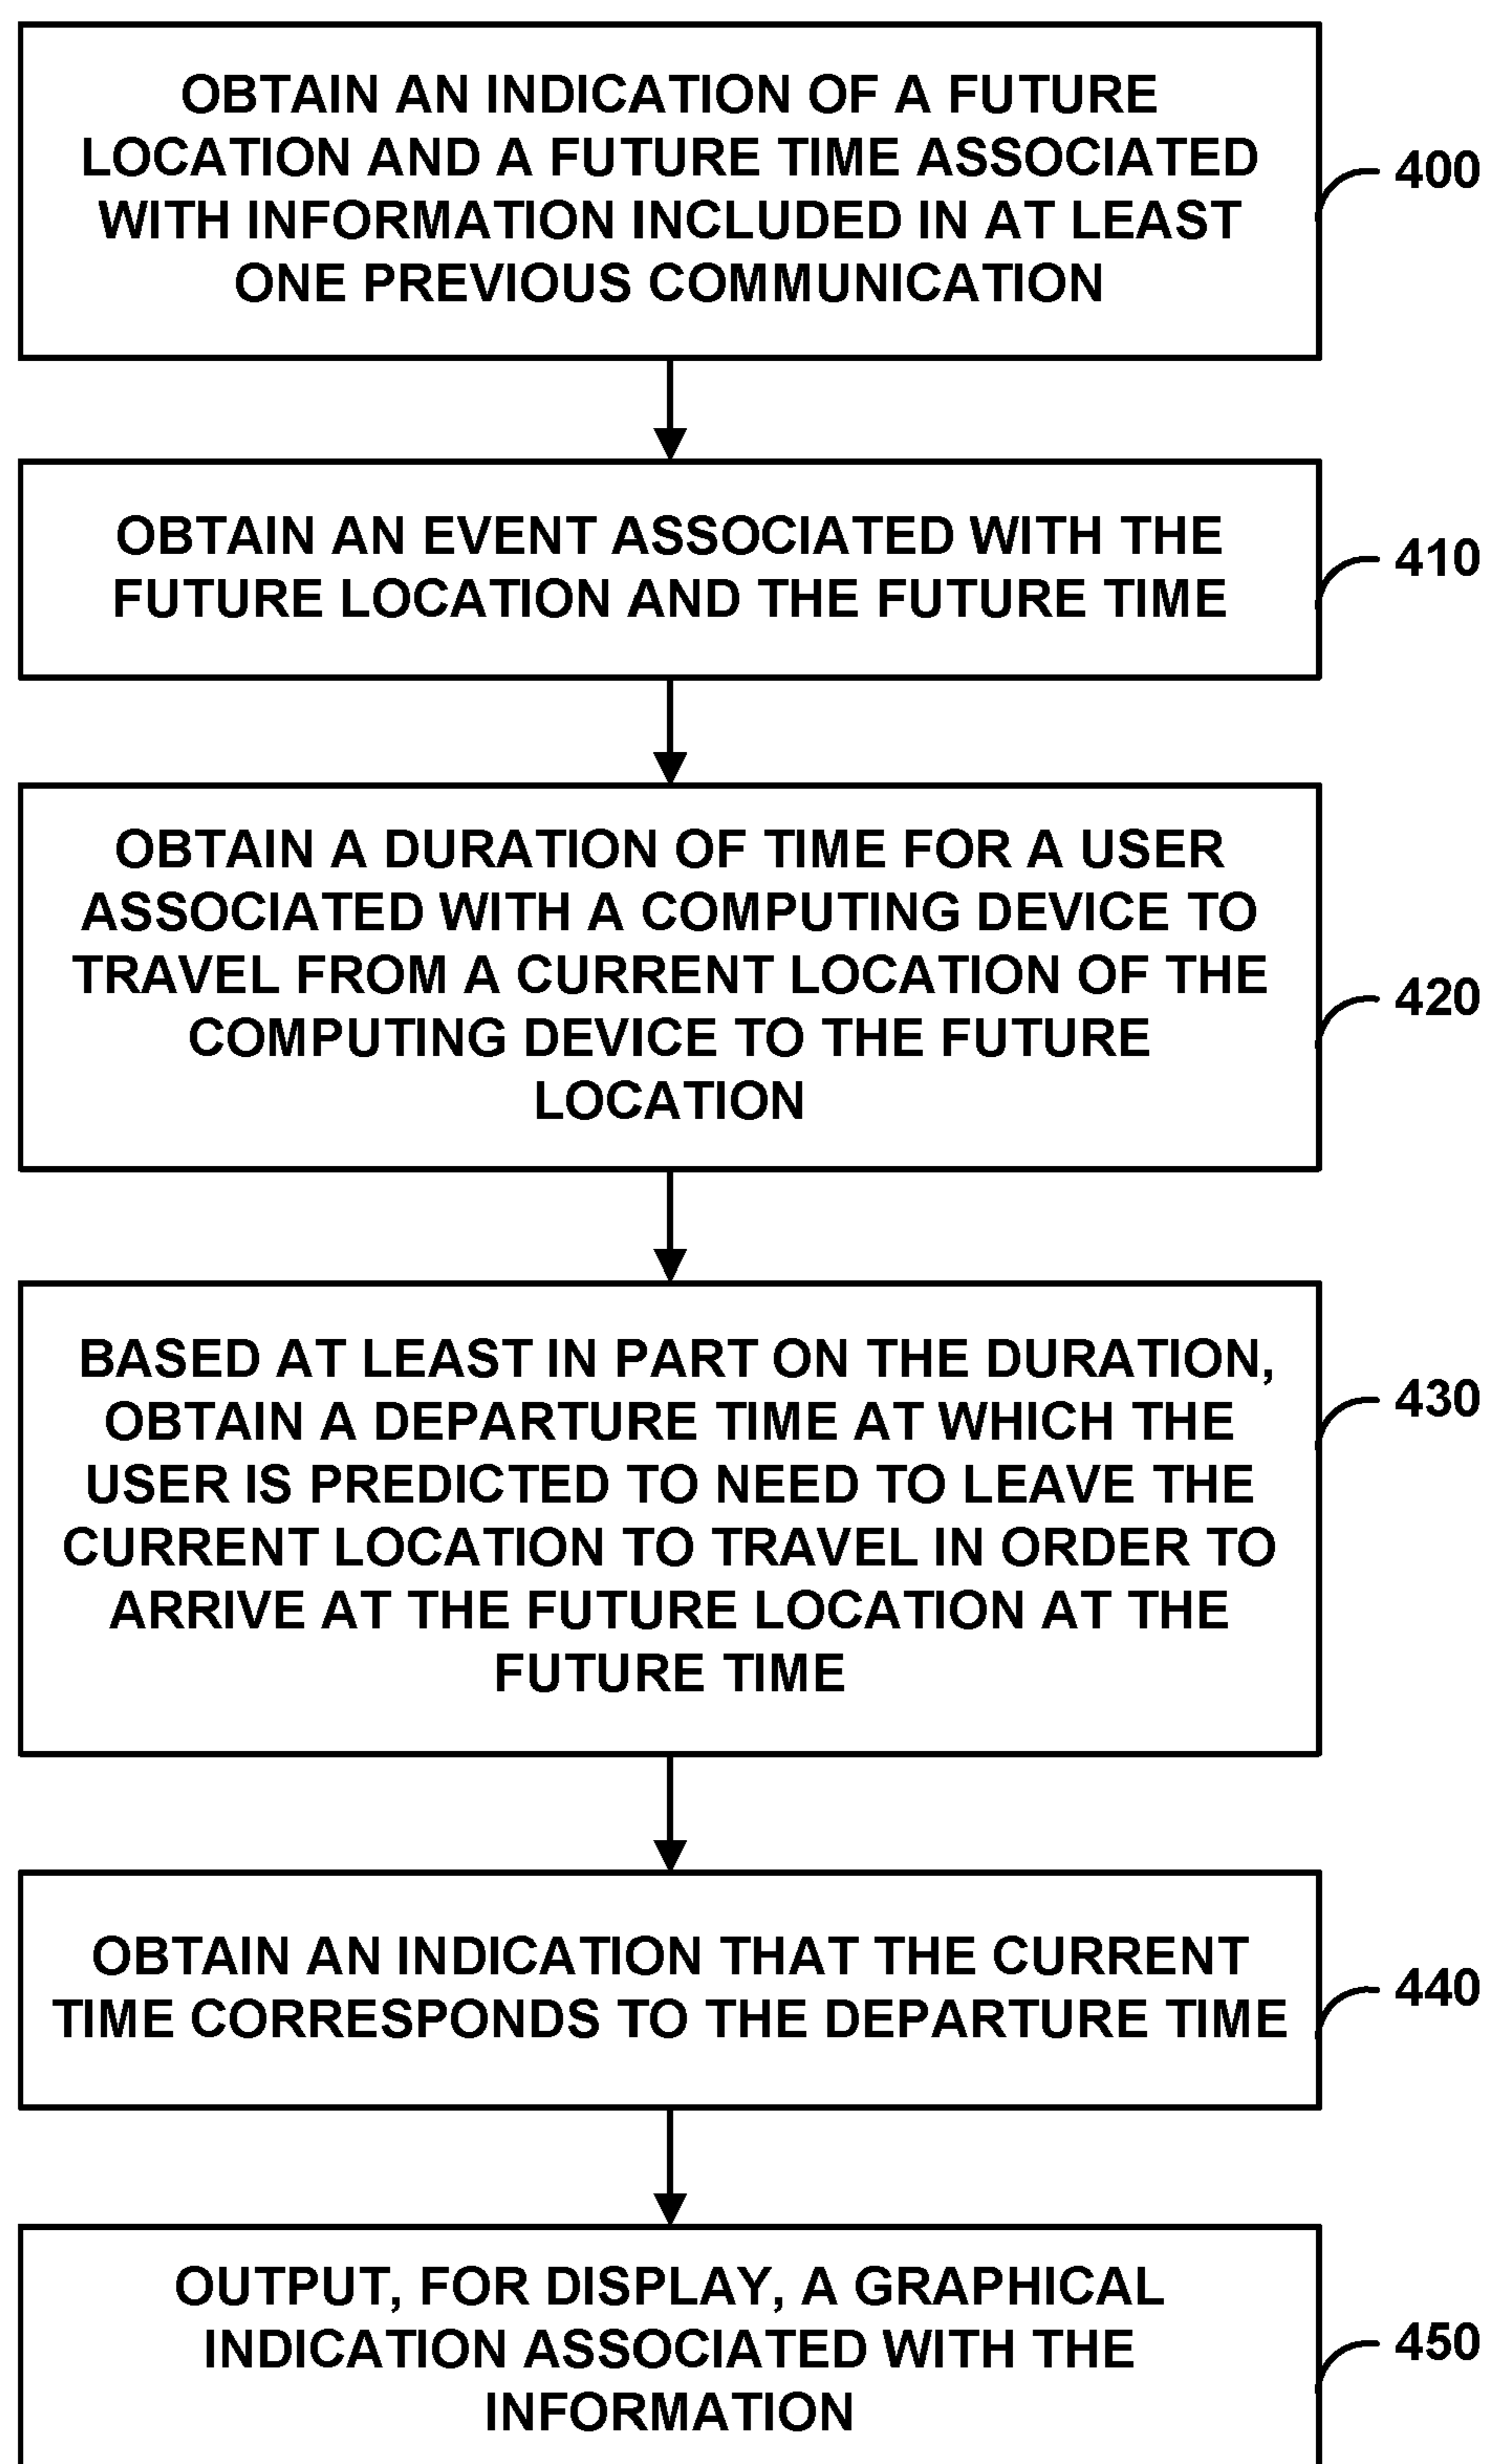 OBTAIN AN INDICATION OF A FUTURE
LOCATION AND A FUTURE TIME ASSOCIATED
WITH INFORMATION INCLUDED IN AT LEAST
ONE PREVIOUS COMMUNICATION
400
OBTAIN AN EVENT ASSOCIATED WITH THE
FUTURE LOCATION AND THE FUTURE TIME
410
OBTAIN A DURATION OF TIME FOR A USER
ASSOCIATED WITH A COMPUTING DEVICE TO
TRAVEL FROM A CURRENT LOCATION OF THE
COMPUTING DEVICE TO THE FUTURE
LOCATION
420
BASED AT LEAST IN PART ON THE DURATION,
OBTAIN A DEPARTURE TIME AT WHICH THE
USER IS PREDICTED TO NEED TO LEAVE THE
CURRENT LOCATION TO TRAVEL IN ORDER TO
ARRIVE AT THE FUTURE LOCATION AT THE
FUTURE TIME
430
OBTAIN AN INDICATION THAT THE CURRENT
TIME CORRESPONDS TO THE DEPARTURE TIME
440
OUTPUT, FOR DISPLAY, A GRAPHICAL
INDICATION ASSOCIATED WITH THE
INFORMATION
450